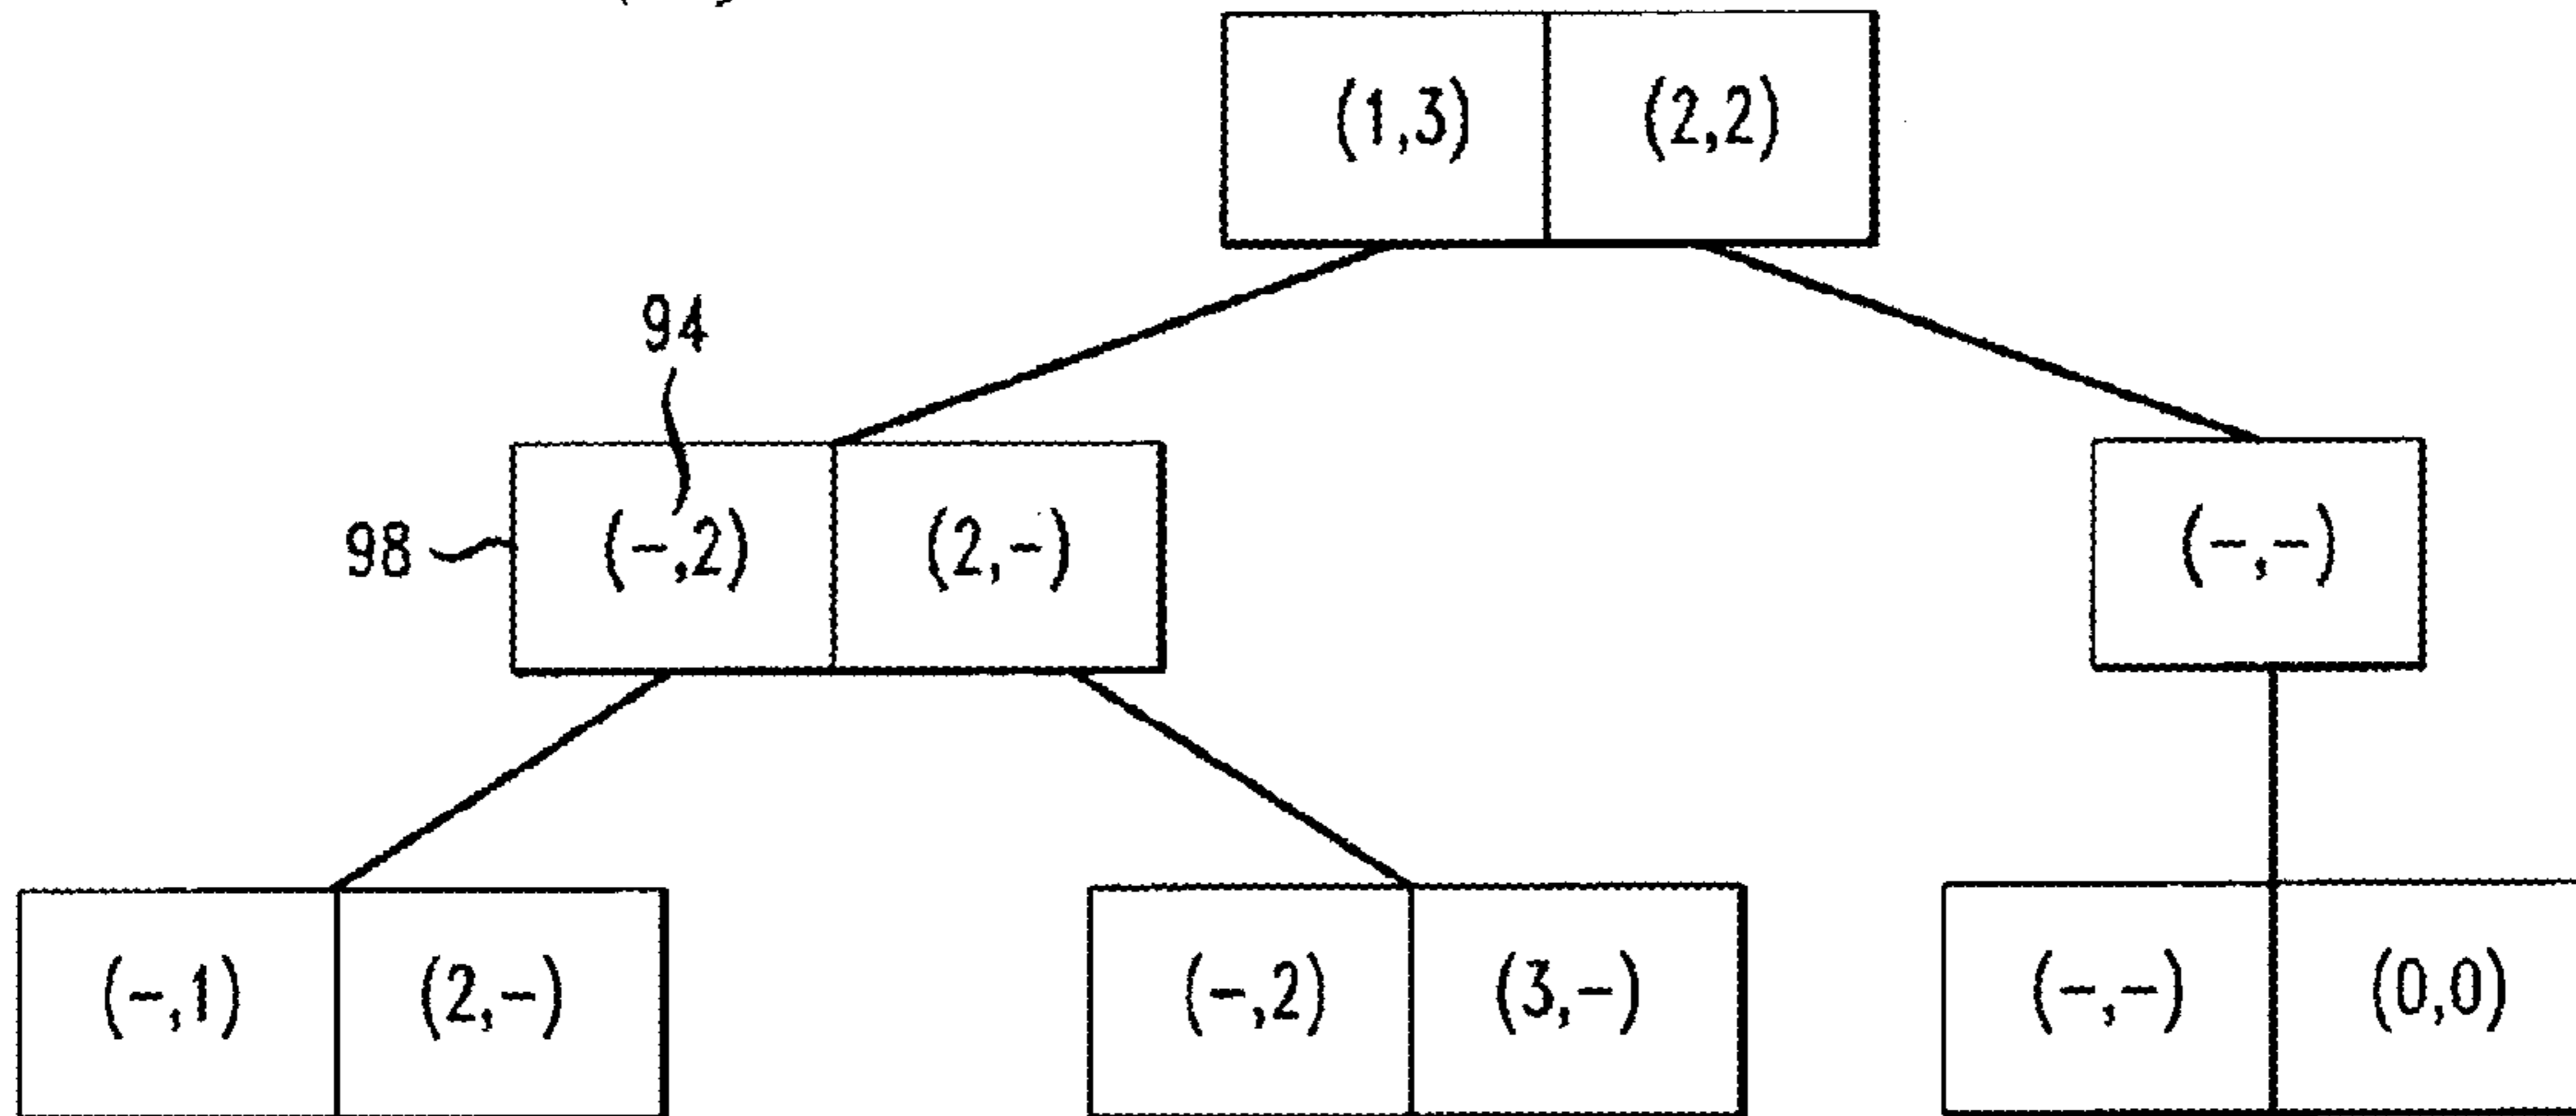 (1,3) (2,2)
94
98 (-,2) (2,-) (-,-)
(-,1) (2,-) (-,2) (3,-) (-,-) (0,0)